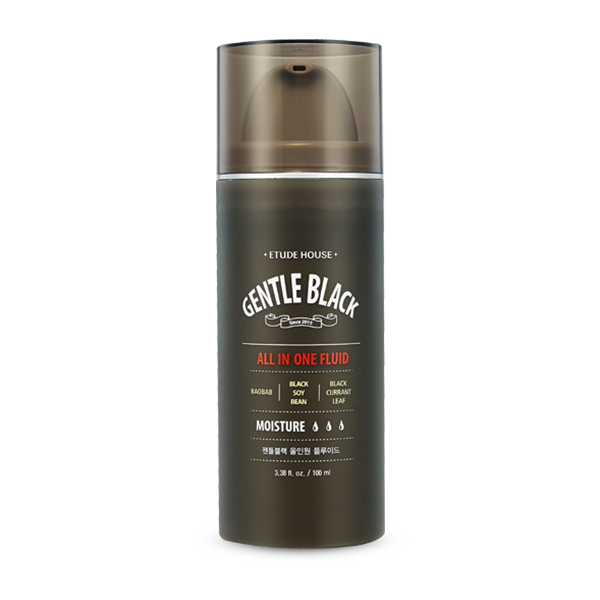 • ETUDE HOUSE •
GENTLE BLACK
Since 2013
ALL IN ONE FLUID
BAOBAB
BLACK
SOY
BEAN
BLACK
CURRANT
LEAF
MOISTURE
젠틀블랙 올인원 플루이드
3.38 fl. oz. / 100 ml